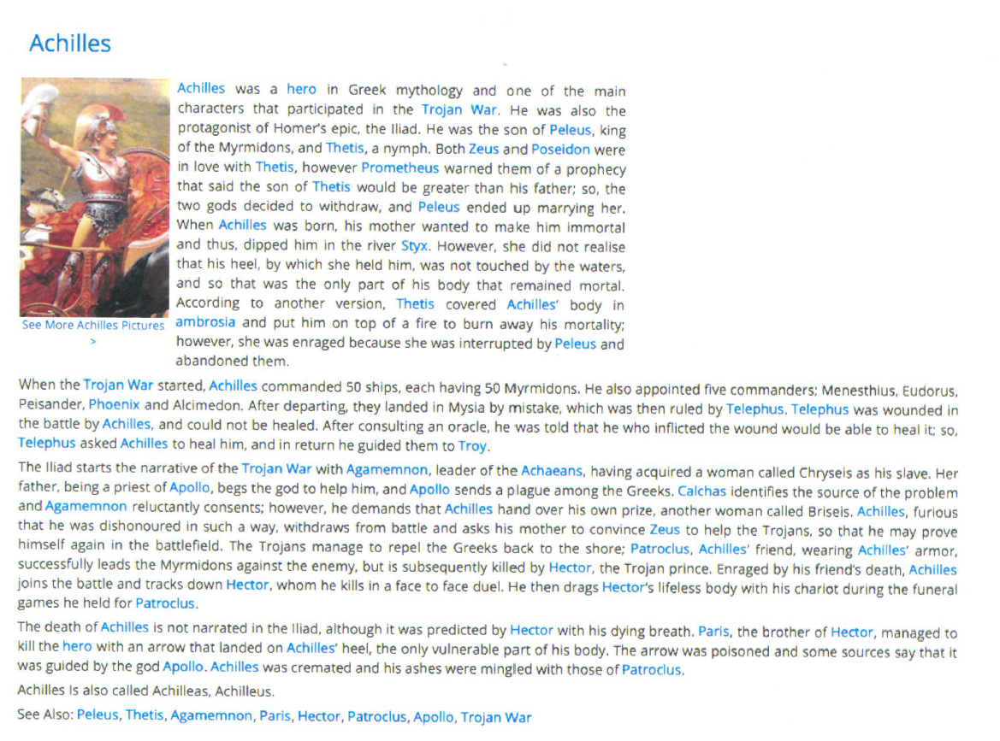 Achilles
Achilles was a hero in Greek mythology and one of the main
characters that participated in the Trojan War. He was also the
protagonist of Homer's epic, the Iliad. He was the son of Peleus, king
of the Myrmidons, and Thetis, a nymph. Both Zeus and Poseidon were
in love with Thetis, however Prometheus warned them of a prophecy
that said the son of Thetis would be greater than his father; so, the
two gods decided to withdraw, and Peleus ended up marrying her.
When Achilles was born, his mother wanted to make him immortal
and thus, dipped him in the river Styx. However, she did not realise
that his heel, by which she held him, was not touched by the waters,
and so that was the only part of his body that remained mortal.
According to another version, Thetis covered Achilles' body in
ambrosia and put him on top of a fire to burn away his mortality;
however, she was enraged because she was interrupted by Peleus and
abandoned them.
See More Achilles Pictures
>
When the Trojan War started, Achilles commanded 50 ships, each having 50 Myrmidons. He also appointed five commanders; Menesthius, Eudorus,
Peisander, Phoenix and Alcimedon. After departing, they landed in Mysia by mistake, which was then ruled by Telephus. Telephus was wounded in
the battle by Achilles, and could not be healed. After consulting an oracle, he was told that he who inflicted the wound would be able to heal it; so,
Telephus asked Achilles to heal him, and in return he guided them to Troy.
The Iliad starts the narrative of the Trojan War with Agamemnon, leader of the Achaeans, having acquired a woman called Chryseis as his slave. Her
father, being a priest of Apollo, begs the god to help him, and Apollo sends a plague among the Greeks. Calchas identifies the source of the problem
and Agamemnon reluctantly consents; however, he demands that Achilles hand over his own prize, another woman called Briseis. Achilles, furious
that he was dishonoured in such a way, withdraws from battle and asks his mother to convince Zeus to help the Trojans, so that he may prove
himself again in the battlefield. The Trojans manage to repel the Greeks back to the shore; Patroclus, Achilles' friend, wearing Achilles' armor,
successfully leads the Myrmidons against the enemy, but is subsequently killed by Hector, the Trojan prince. Enraged by his friend's death, Achilles
joins the battle and tracks down Hector, whom he kills in a face to face duel. He then drags Hector's lifeless body with his chariot during the funeral
games he held for Patroclus.
The death of Achilles is not narrated in the Iliad, although it was predicted by Hector with his dying breath. Paris, the brother of Hector, managed to
kill the hero with an arrow that landed on Achilles' heel, the only vulnerable part of his body. The arrow was poisoned and some sources say that it
was guided by the god Apollo. Achilles was cremated and his ashes were mingled with those of Patroclus.
Achilles is also called Achilleas, Achilleus.
See Also: Peleus, Thetis, Agamemnon, Paris, Hector, Patroclus, Apollo, Trojan War